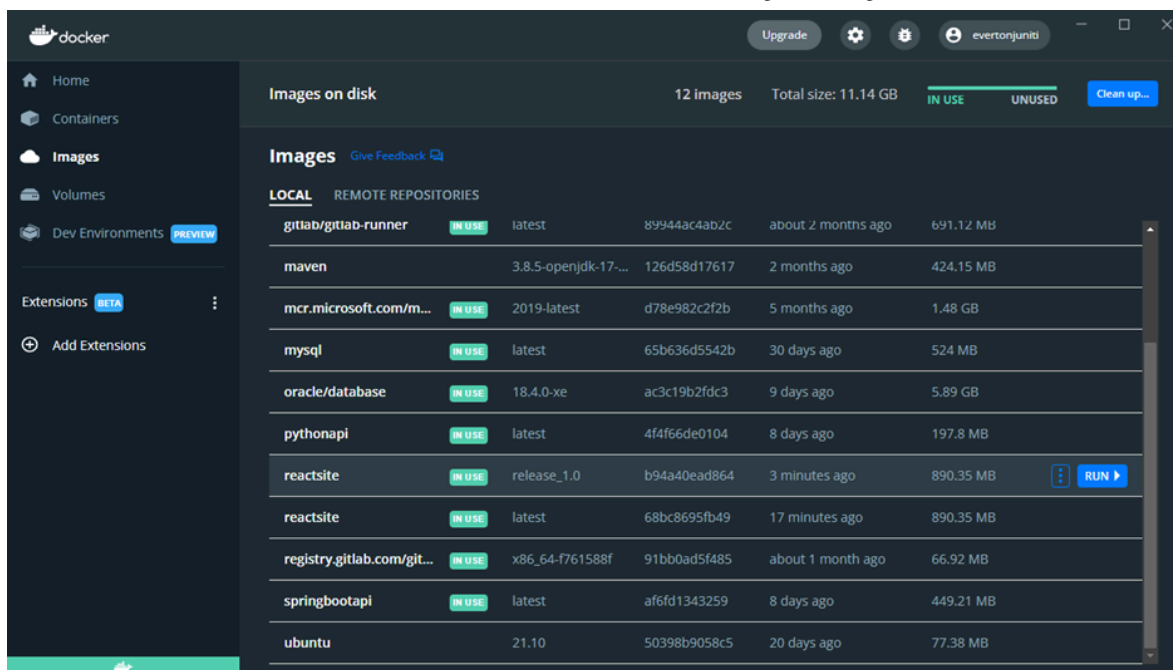 docker
Upgrade
evertonjuniti
Home
Containers
Images
Volumes
Dev Environments PREVIEW
Extensions BETA
Add Extensions
Images on disk
12 images
Total size: 11.14 GB
IN USE
UNUSED
Clean up...
Images Give Feedback
LOCAL REMOTE REPOSITORIES
gitlab/gitlab-runner IN USE latest 89944ac4ab2c about 2 months ago 691.12 MB
maven 3.8.5-openjdk-17-... 126d58d17617 2 months ago 424.15 MB
mcr.microsoft.com/m... IN USE 2019-latest d78e982c2f2b 5 months ago 1.48 GB
mysql IN USE latest 65b636d5542b 30 days ago 524 MB
oracle/database IN USE 18.4.0-xe ac3c19b2fdc3 9 days ago 5.89 GB
pythonapi IN USE latest 4f4f66de0104 8 days ago 197.8 MB
reactsite IN USE release_1.0 b94a40ead864 3 minutes ago 890.35 MB RUN
reactsite IN USE latest 68bc8695fb49 17 minutes ago 890.35 MB
registry.gitlab.com/git... IN USE x86_64-f761588f 91bb0ad5f485 about 1 month ago 66.92 MB
springbootapi IN USE latest af6fd1343259 8 days ago 449.21 MB
ubuntu 21.10 50398b9058c5 20 days ago 77.38 MB